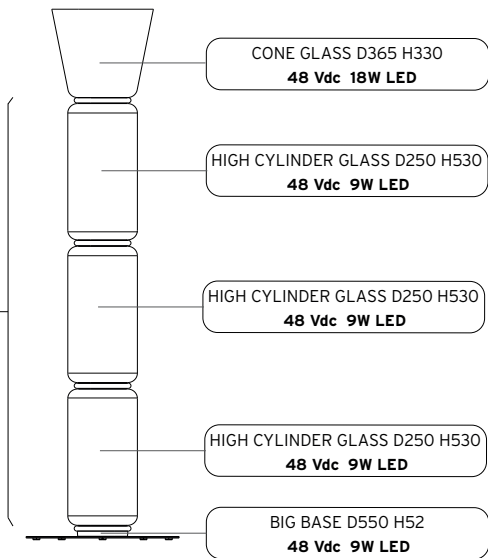 CONE GLASS D365 H330
48 Vdc 18W LED
HIGH CYLINDER GLASS D250 H530
48 Vdc 9W LED
HIGH CYLINDER GLASS D250 H530
48 Vdc 9W LED
HIGH CYLINDER GLASS D250 H530
48 Vdc 9W LED
BIG BASE D550 H52
48 Vdc 9W LED